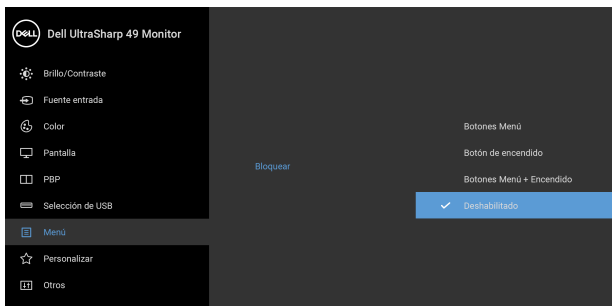 DELL Dell UltraSharp 49 Monitor
Brillo/Contraste
Fuente entrada
Color
Pantalla
PBP
Selección de USB
Menú
Personalizar
Otros
Bloquear
Botones Menú
Botón de encendido
Botones Menú + Encendido
Deshabilitado